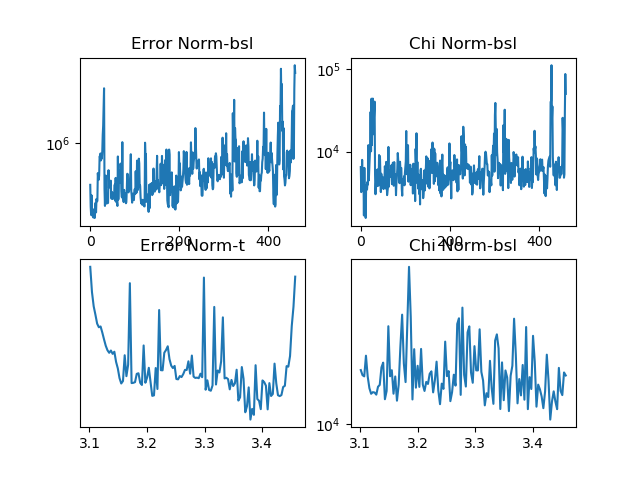 Error Norm-bsl
Chi Norm-bsl
10^6
10^5
10^4
0 200 400
0 200 400
Error Norm-t
Chi Norm-bsl
10^4
3.1 3.2 3.3 3.4
3.1 3.2 3.3 3.4